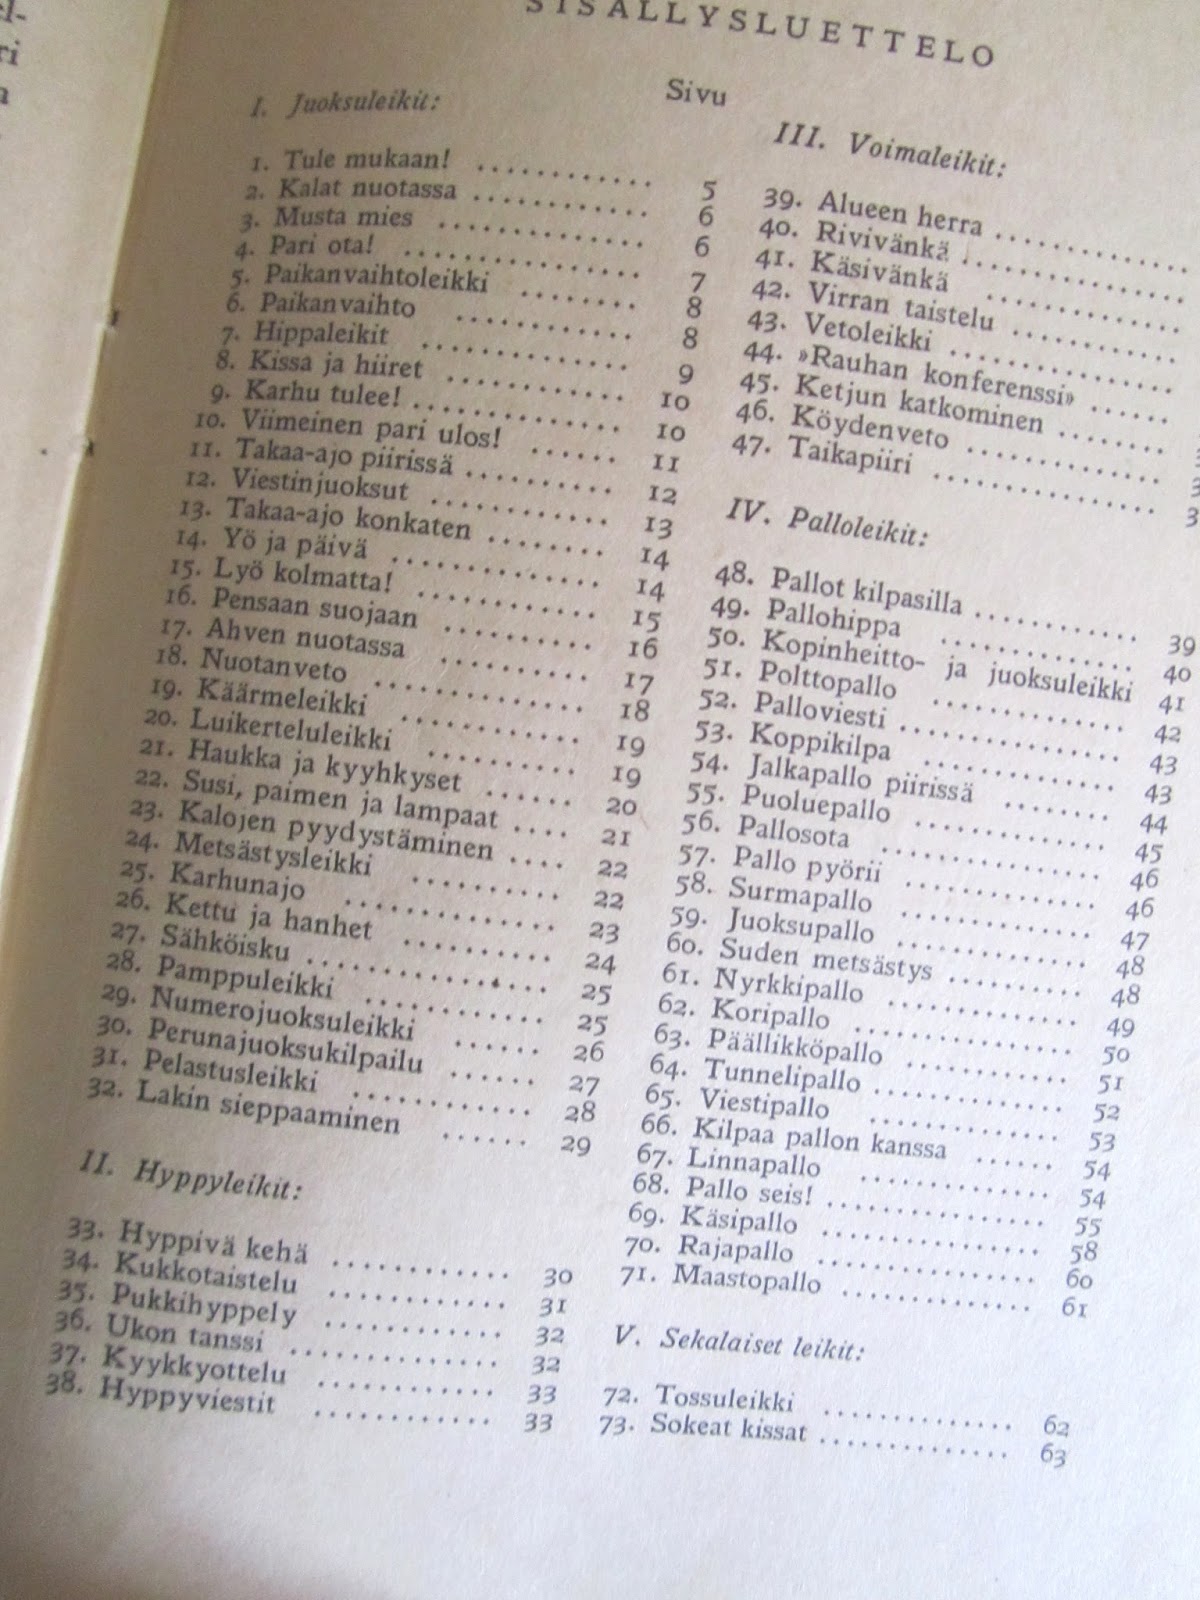 SISÄLLYSLUETTELO
Sivu
I. Juoksuleikit:
1. Tule mukaan! ............ 5
2. Kalat nuotassa ............ 6
3. Musta mies ............ 6
4. Pari ota! ............ 7
5. Paikanvaihtoleikki ........ 8
6. Paikanvaihto ............ 8
7. Hippaleikit ............ 9
8. Kissa ja hiiret ............ 10
9. Karhu tulee! ............ 10
10. Viimeinen pari ulos! ...... 11
11. Takaa-ajo piirissä .......... 12
12. Viestinjuoksut ............ 13
13. Takaa-ajo konkaten ........ 14
14. Yö ja päivä ............ 14
15. Lyö kolmatta! ............ 15
16. Pensaan suojaan .......... 16
17. Ahven nuotassa .......... 17
18. Nuotanveto ............ 18
19. Käärmeleikki ............ 19
20. Luikerteluleikki .......... 19
21. Haukka ja kyyhkyset ...... 20
22. Susi, paimen ja lampaat .... 21
23. Kalojen pyydystäminen .... 22
24. Metsästysleikki .......... 22
25. Karhunajo ............ 23
26. Kettu ja hanhet .......... 24
27. Sähköisku ............ 25
28. Pamppuleikki ............ 25
29. Numerojuoksuleikki ...... 26
30. Perunajuoksukilpailu ...... 27
31. Pelastusleikki ............ 28
32. Lakin sieppaaminen ...... 29
II. Hyppyleikit:
33. Hyppivä kehä ............ 30
34. Kukkotaistelu ............ 31
35. Pukkihyppely ............ 32
36. Ukon tanssi ............ 32
37. Kyykkyottelu ............ 33
38. Hyppyviestit ............ 33
III. Voimaleikit:
39. Alueen herra ............
40. Rivivänkä ............
41. Käsivänkä ............
42. Virran taistelu ..........
43. Vetoleikki ............
44. »Rauhan konferenssi» ......
45. Ketjun katkominen ........
46. Köydenveto ............
47. Taikapiiri ............
IV. Palloleikit:
48. Pallot kilpasilla ............ 39
49. Pallohippa ............ 40
50. Kopinheitto- ja juoksuleikki 41
51. Polttopallo ............ 42
52. Palloviesti ............ 43
53. Koppikilpa ............ 43
54. Jalkapallo piirissä ........ 44
55. Puoluepallo ............ 45
56. Pallosota ............ 46
57. Pallo pyörii ............ 46
58. Surmapallo ............ 47
59. Juoksupallo ............ 48
60. Suden metsästys .......... 48
61. Nyrkkipallo ............ 49
62. Koripallo ............ 50
63. Päällikköpallo ............ 51
64. Tunnelipallo ............ 52
65. Viestipallo ............ 53
66. Kilpaa pallon kanssa ...... 54
67. Linnapallo ............ 54
68. Pallo seis! ............ 55
69. Käsipallo ............ 58
70. Rajapallo ............ 60
71. Maastopallo ............ 61
V. Sekalaiset leikit:
72. Tossuleikki ............ 62
73. Sokeat kissat ............ 63